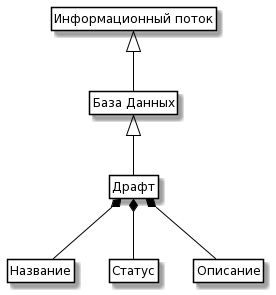 Информационный поток
База Данных
Драфт
Название
Статус
Описание